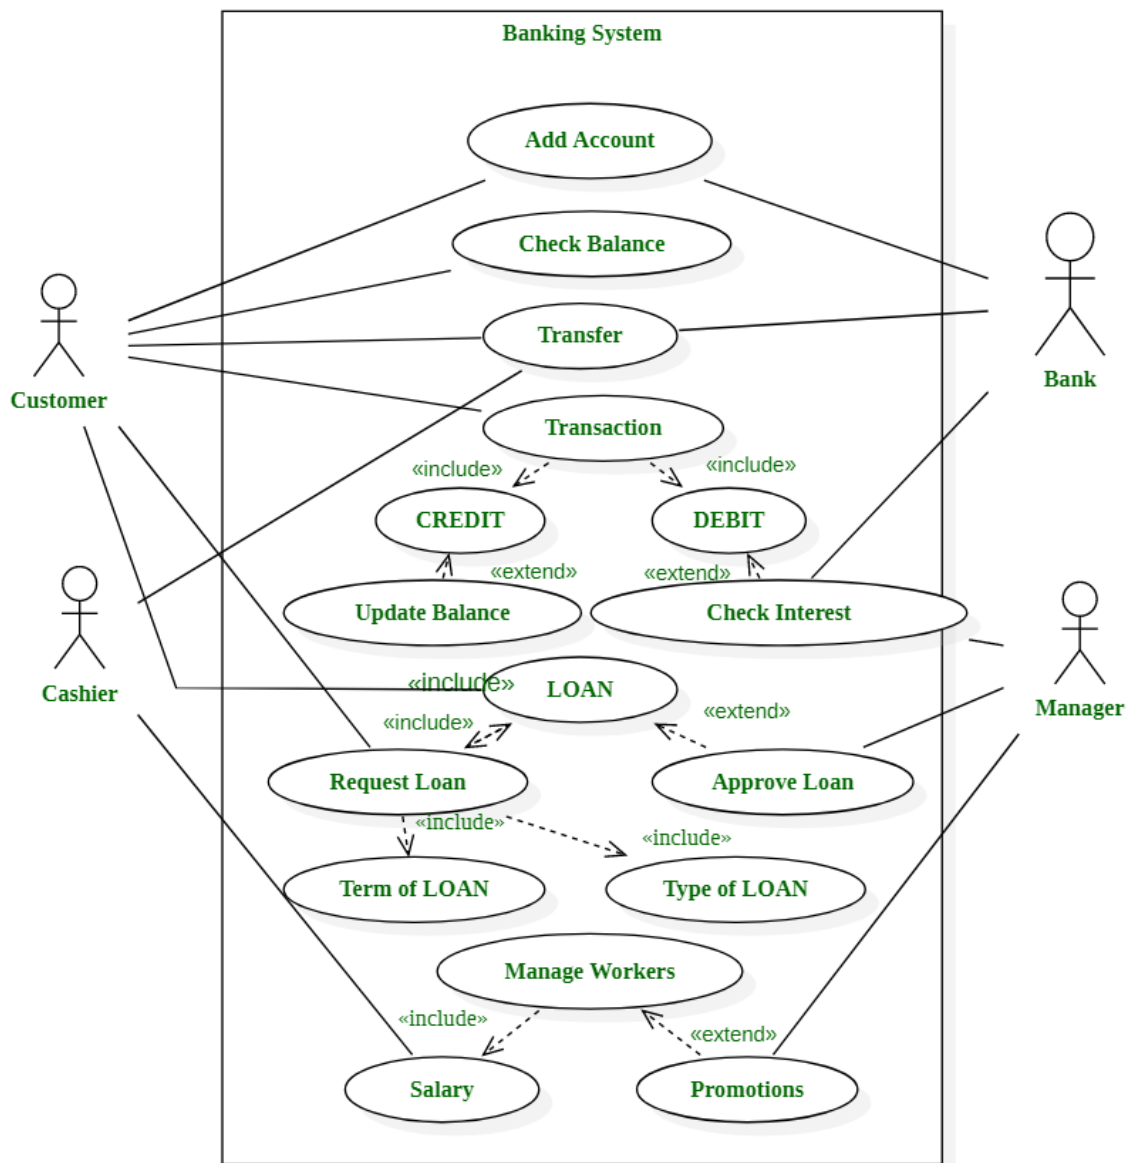 Banking System
Add Account
Check Balance
Transfer
Customer
Bank
Transaction
«include»
«include»
CREDIT
DEBIT
«extend»
«extend»
Update Balance
Check Interest
Cashier
«include»
LOAN
Manager
«include»
«extend»
Request Loan
Approve Loan
«include»
«include»
Term of LOAN
Type of LOAN
Manage Workers
«include»
«extend»
Salary
Promotions